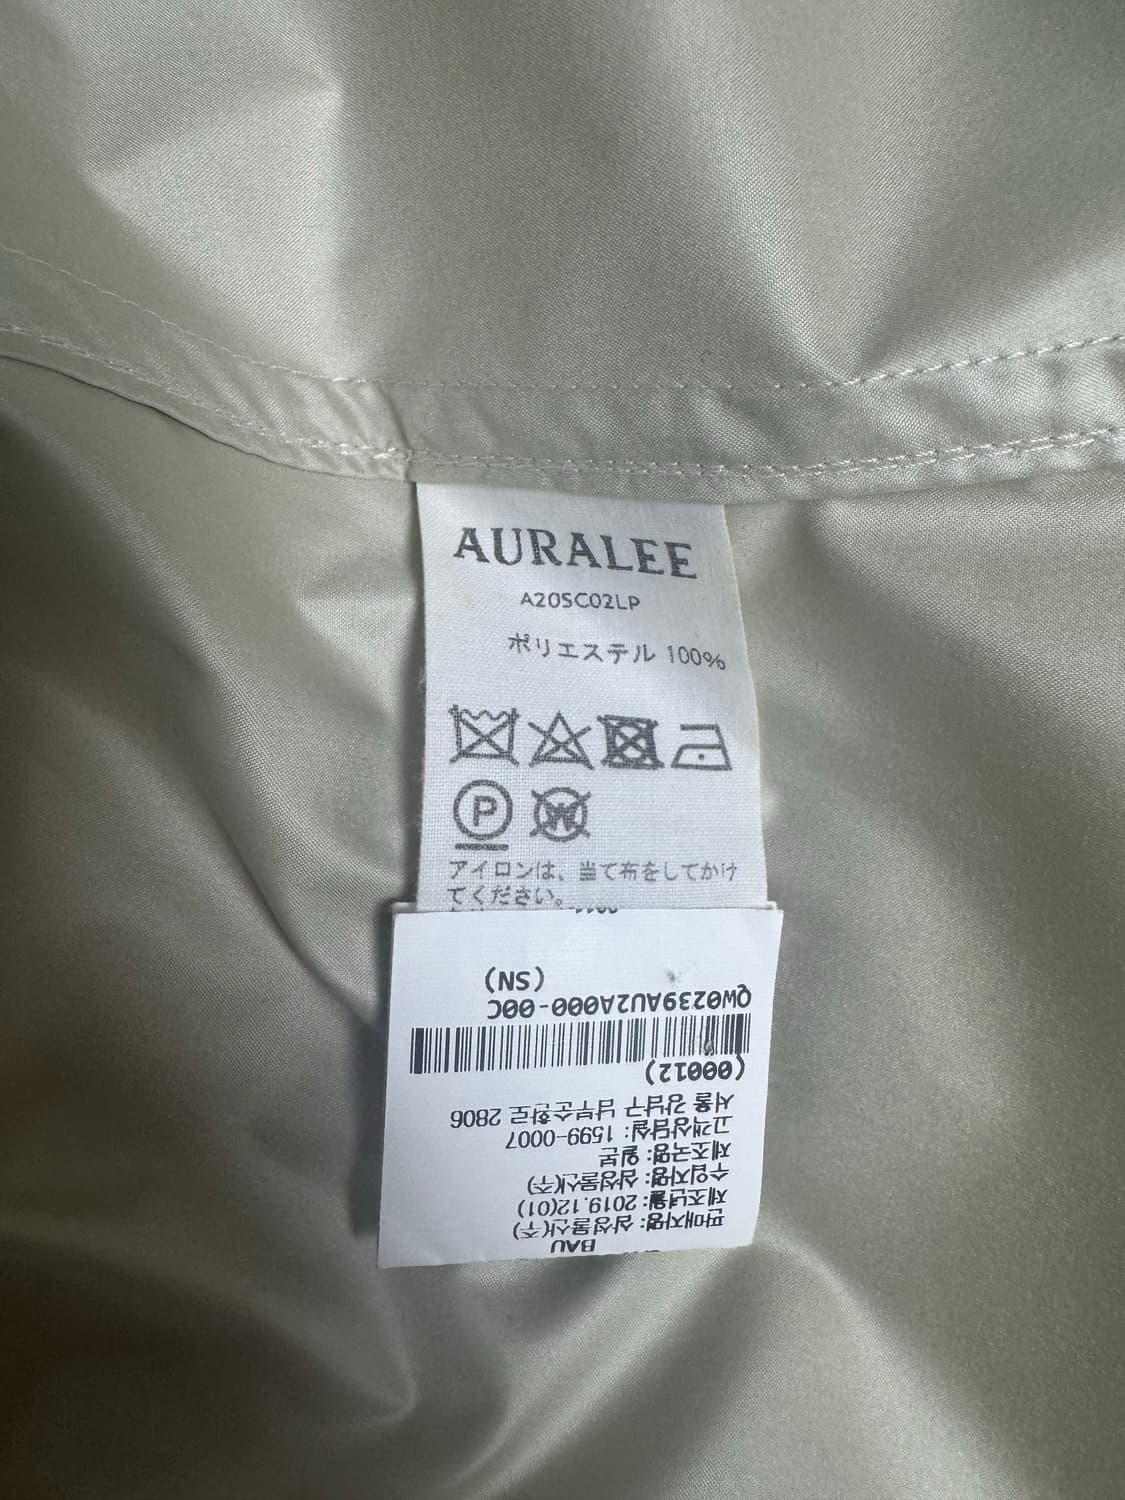 AURALEE
A20SC02LP
ポリエステル 100%
P
W
アイロンは、当て布をしてかけ
てください。
BAU
판매자명: 삼성물산(주)
제조년월: 2019.12(01)
수입자명: 삼성물산(주)
제조국명: 일본
고객상담실: 1599-0007
서울 강남구 남부순환로 2806
(00012)
QW0239AU2A000-00C
(SN)